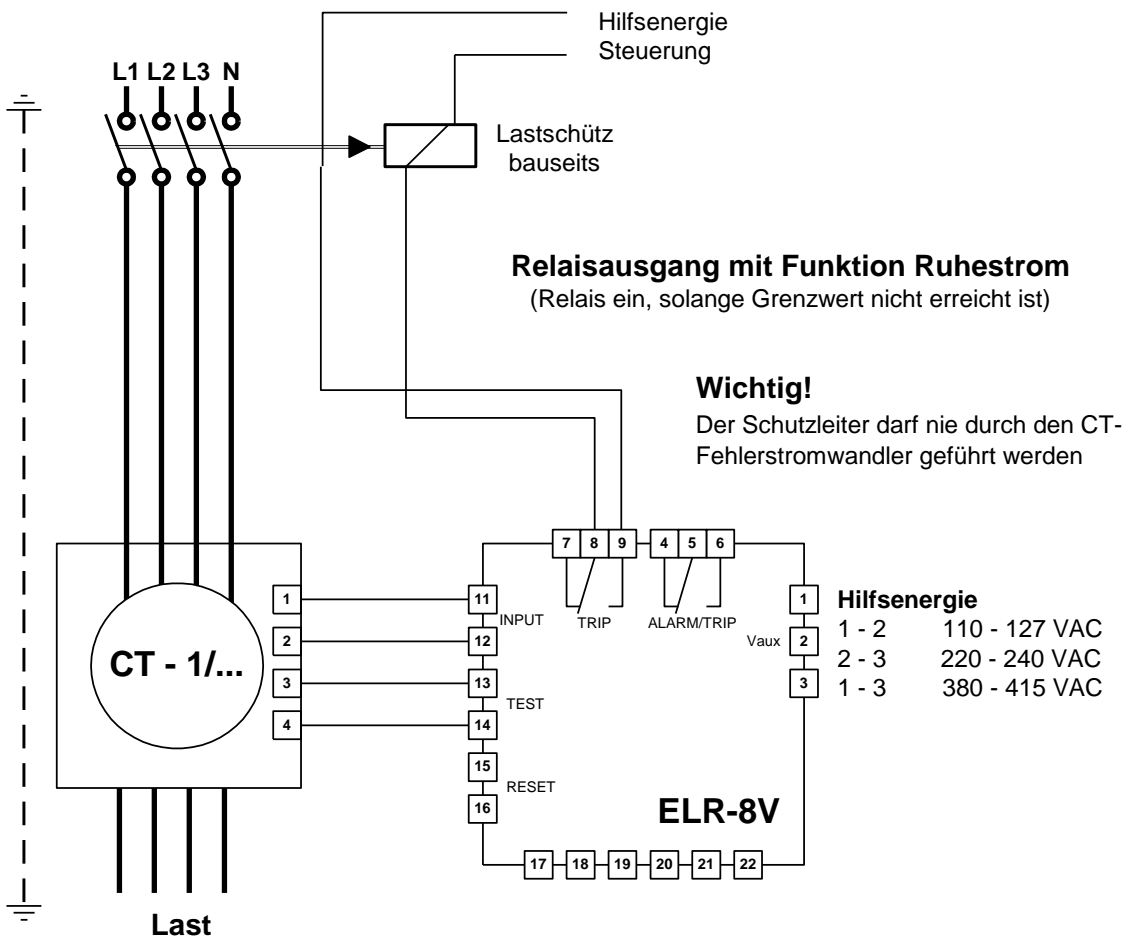 Hilfsenergie
Steuerung
L1 L2 L3 N
Lastschütz
bauseits
Relaisausgang mit Funktion Ruhestrom
(Relais ein, solange Grenzwert nicht erreicht ist)
Wichtig!
Der Schutzleiter darf nie durch den CT-
Fehlerstromwandler geführt werden
7 8 9 4 5 6
TRIP ALARM/TRIP
1 2 3 4
CT - 1/...
11
INPUT
12
13
TEST
14
15
RESET
16
1
Vaux 2
3
Hilfsenergie
1 - 2 110 - 127 VAC
2 - 3 220 - 240 VAC
1 - 3 380 - 415 VAC
ELR-8V
17 18 19 20 21 22
Last